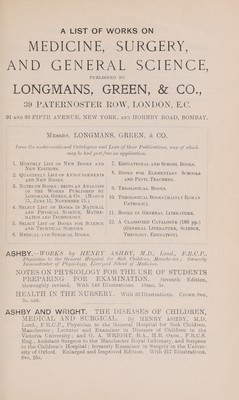 A LIST OF WORKS ON
MEDICINE, SURGERY,
AND GENERAL SCIENCE,
PUBLISHED BY
LONGMANS, GREEN, & CO.,
39 PATERNOSTER ROW, LONDON, E.C.
91 AND 93 FIFTH AVENUE, NEW YORK, AND HORNBY ROAD, BOMBAY.
MESSRS. LONGMANS, GREEN, & CO.
Issue the undermentioned Catalogues and Lists of their Publications, any of which
may be had post free on application:
1. MONTHLY LIST OF NEW BOOKS AND
NEW EDITIONS.
2. QUARTERLY LIST OF ANNOUNCEMENTS
AND NEW BOOKS.
3. NOTES ON BOOKS; BEING AN ANALYSIS
OF THE WORKS PUBLISHED BY
LONGMANS, GREEN, & CO.
15, JUNE 15, NOVEMBER 15.)
4. SELECT LIST OF BOOKS IN NATURAL
AND PHYSICAL SCIENCE, MATHE-
MATICS AND TECHNOLOGY.
5. SELECT LIST OF BOOKS FOR SCIENCE
AND TECHNICAL SCHOOLS.
6. MEDICAL AND SURGICAL BOOKS.
7. EDUCATIONAL AND SCHOOL BOOKS.
8. BOOKS FOR ELEMENTARY SCHOOLS
AND PUPIL TEACHERS.
9. THEOLOGICAL BOOKS.
10. THEOLOGICAL BOOKS (MAINLY ROMAN
CATHOLIC).
11. BOOKS IN GENERAL LITERATURE.
12. A CLASSIFIED CATALOGUE (180 pp.)
(GENERAL LITERATURE, SCIENCE,
THEOLOGY, EDUCATION).
ASHBY.—WORKS by HENRY ASHBY, M.D., Lond., F.R.C.P.,
Physician to the General Hospital for Sick Children, Manchester; formerly
Demonstrator of Physiology, Liverpool School of Medicine.
NOTES ON PHYSIOLOGY FOR THE USE OF STUDENTS
PREPARING FOR EXAMINATION. Seventh Edition,
thoroughly revised. With 148 Illustrations. 18mo, 5s.
HEALTH IN THE NURSERY. With Illustrations. Crown 8vo,
3s. 6d.
ASHBY AND WRIGHT. THE DISEASES OF CHILDREN,
MEDICAL AND SURGICAL. By HENRY ASHBY, M.D.,
Lond., F.R.C.P., Physician to the General Hospital for Sick Children,
Manchester; Lecturer and Examiner in Diseases of Children in the
Victoria University; and G. A. WRIGHT, B.A., M.B. Oxon., F.R.C.S.
Eng., Assistant Surgeon to the Manchester Royal Infirmary, and Surgeon
to the Children's Hospital; formerly Examiner in Surgery in the Univer-
sity of Oxford. Enlarged and Improved Edition. With Illustrations,
8vo, 25s.